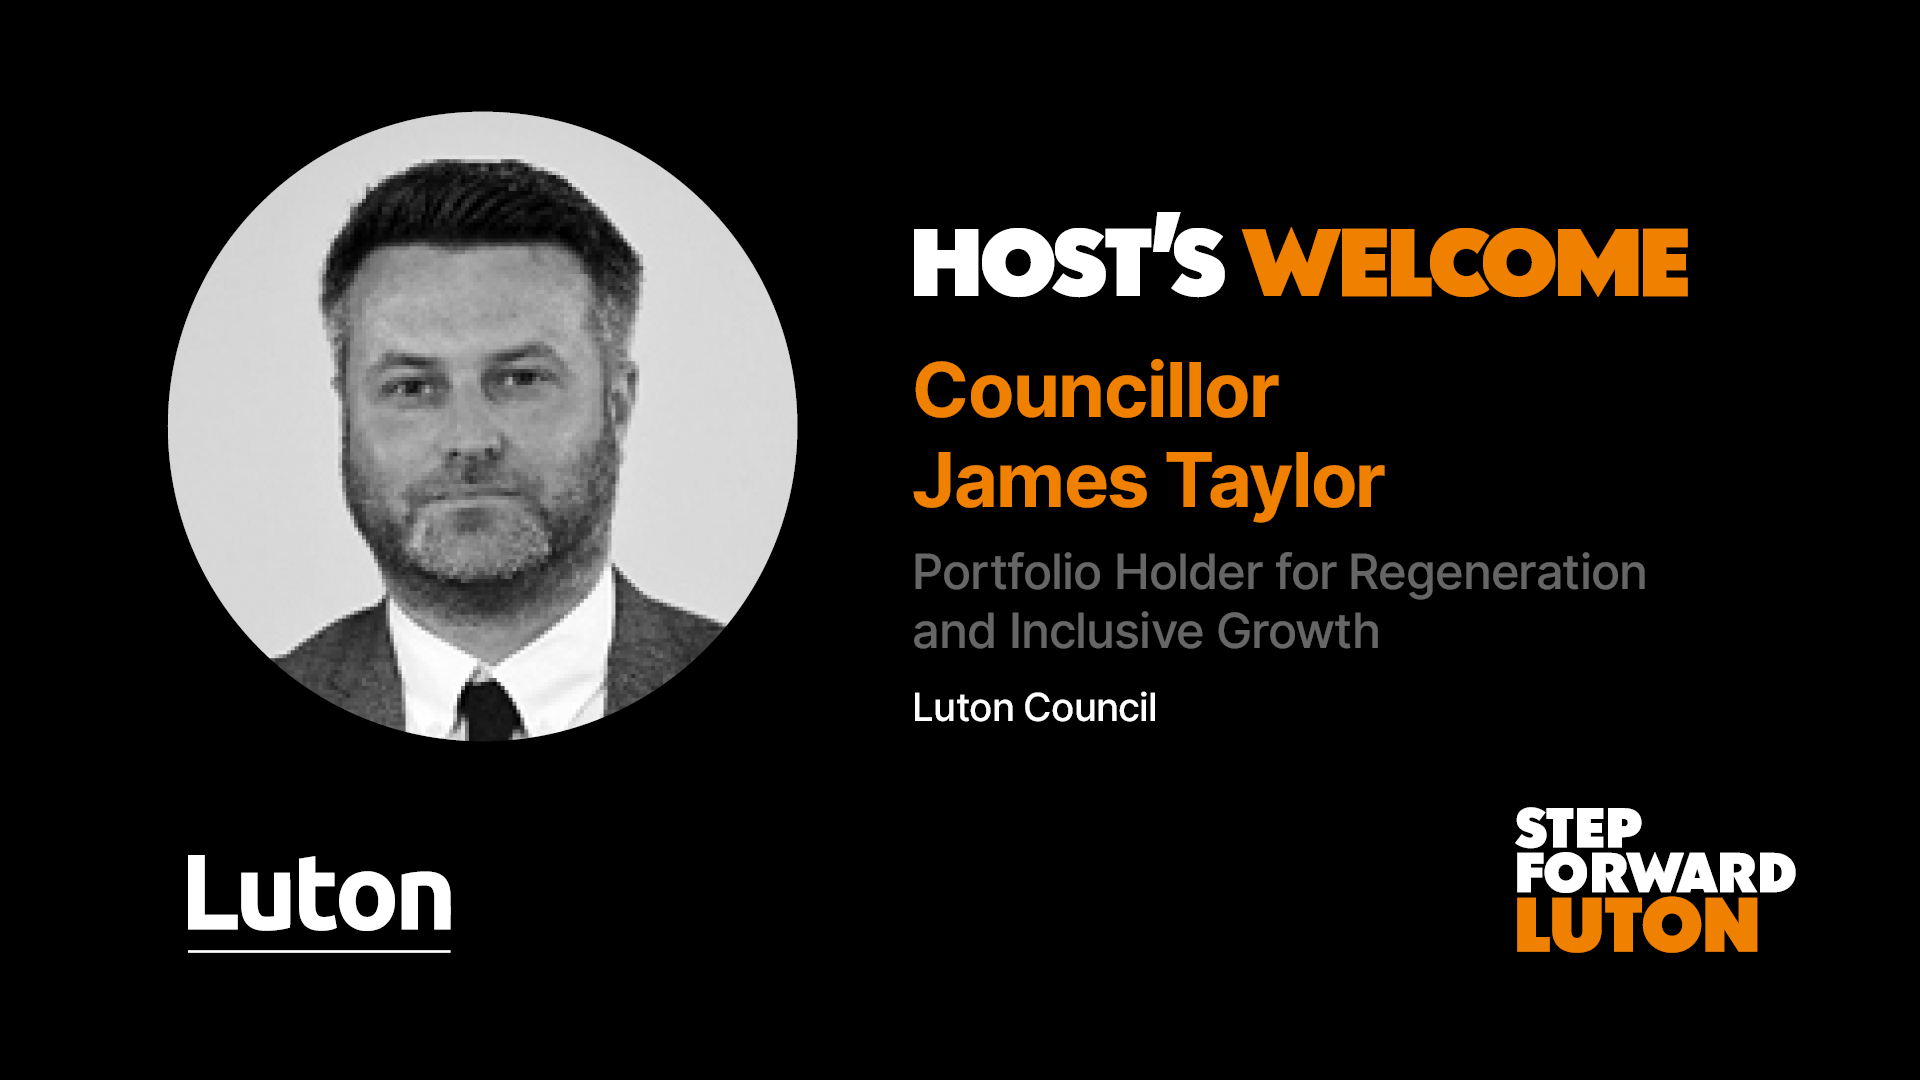 HOST'S WELCOME
Councillor
James Taylor
Portfolio Holder for Regeneration
and Inclusive Growth
Luton Council
Luton
STEP
FORWARD
LUTON